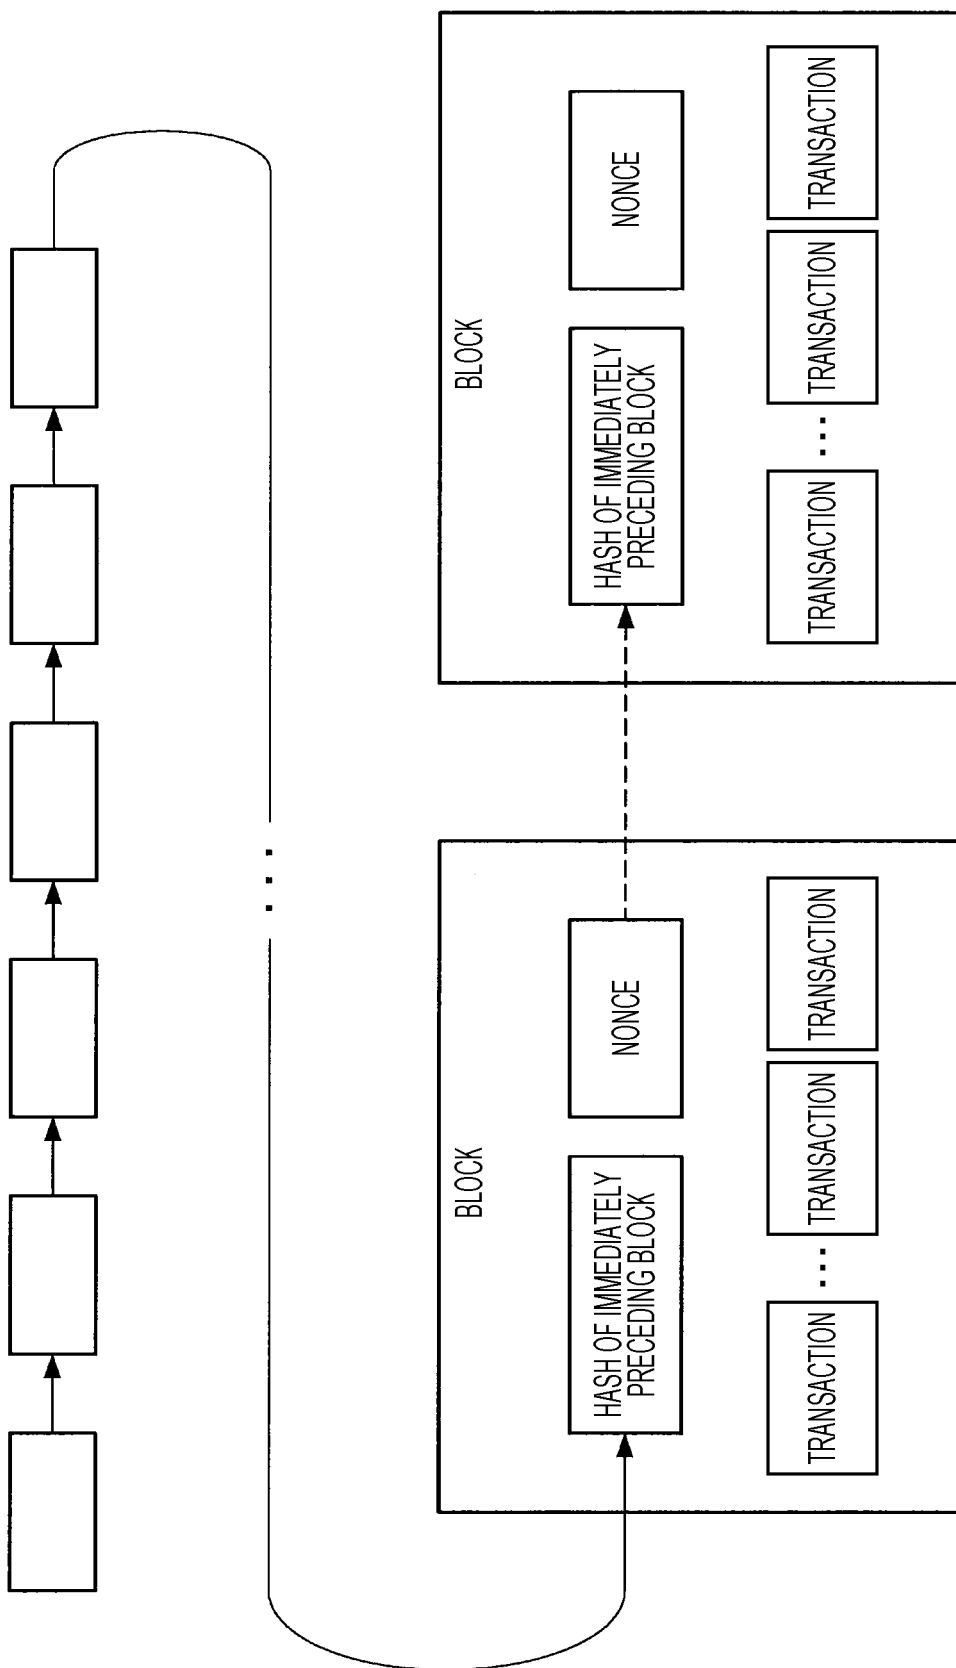 BLOCK
HASH OF IMMEDIATELY
PRECEDING BLOCK
NONCE
TRANSACTION
...
TRANSACTION
TRANSACTION
BLOCK
HASH OF IMMEDIATELY
PRECEDING BLOCK
NONCE
TRANSACTION
...
TRANSACTION
TRANSACTION